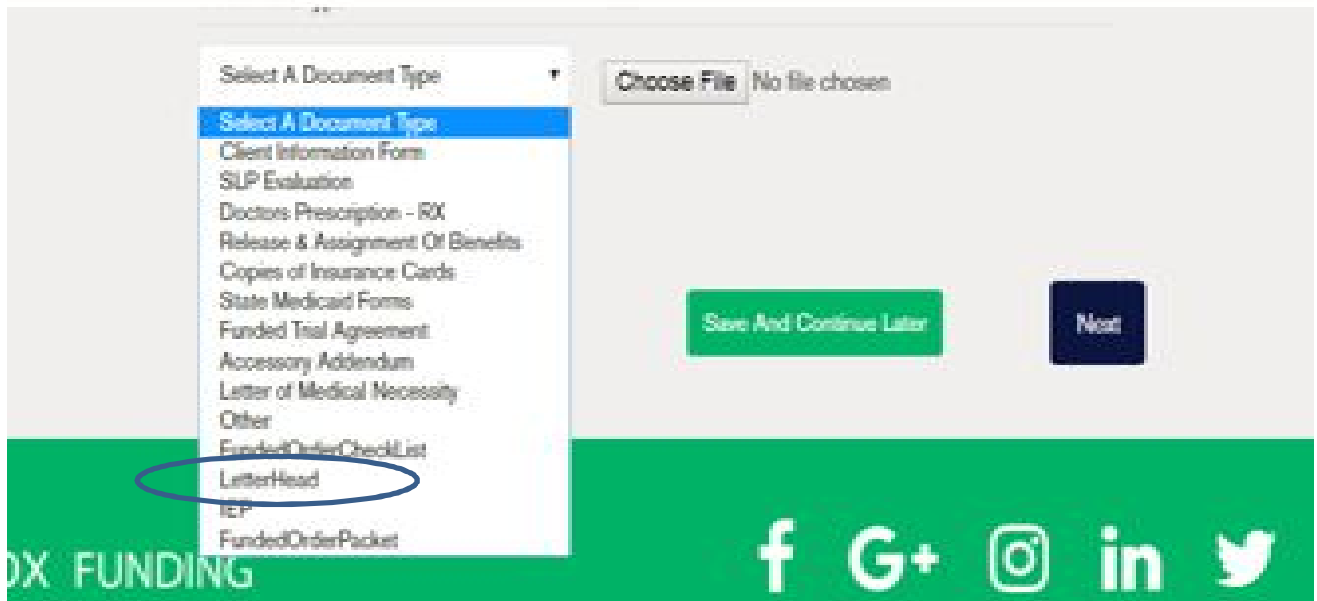 Select A Document Type
Choose File No file chosen
Select A Document Type
Client Information Form
SLP Evaluation
Doctors Prescription - RX
Release & Assignment Of Benefits
Copies of Insurance Cards
State Medicaid Forms
Funded Trial Agreement
Save And Continue Later
Next
Accessory Addendum
Letter of Medical Necessity
Other
FundedOrderCheckList
LetterHead
IEP
FundedOrderPacket
OX FUNDING
f G+ in